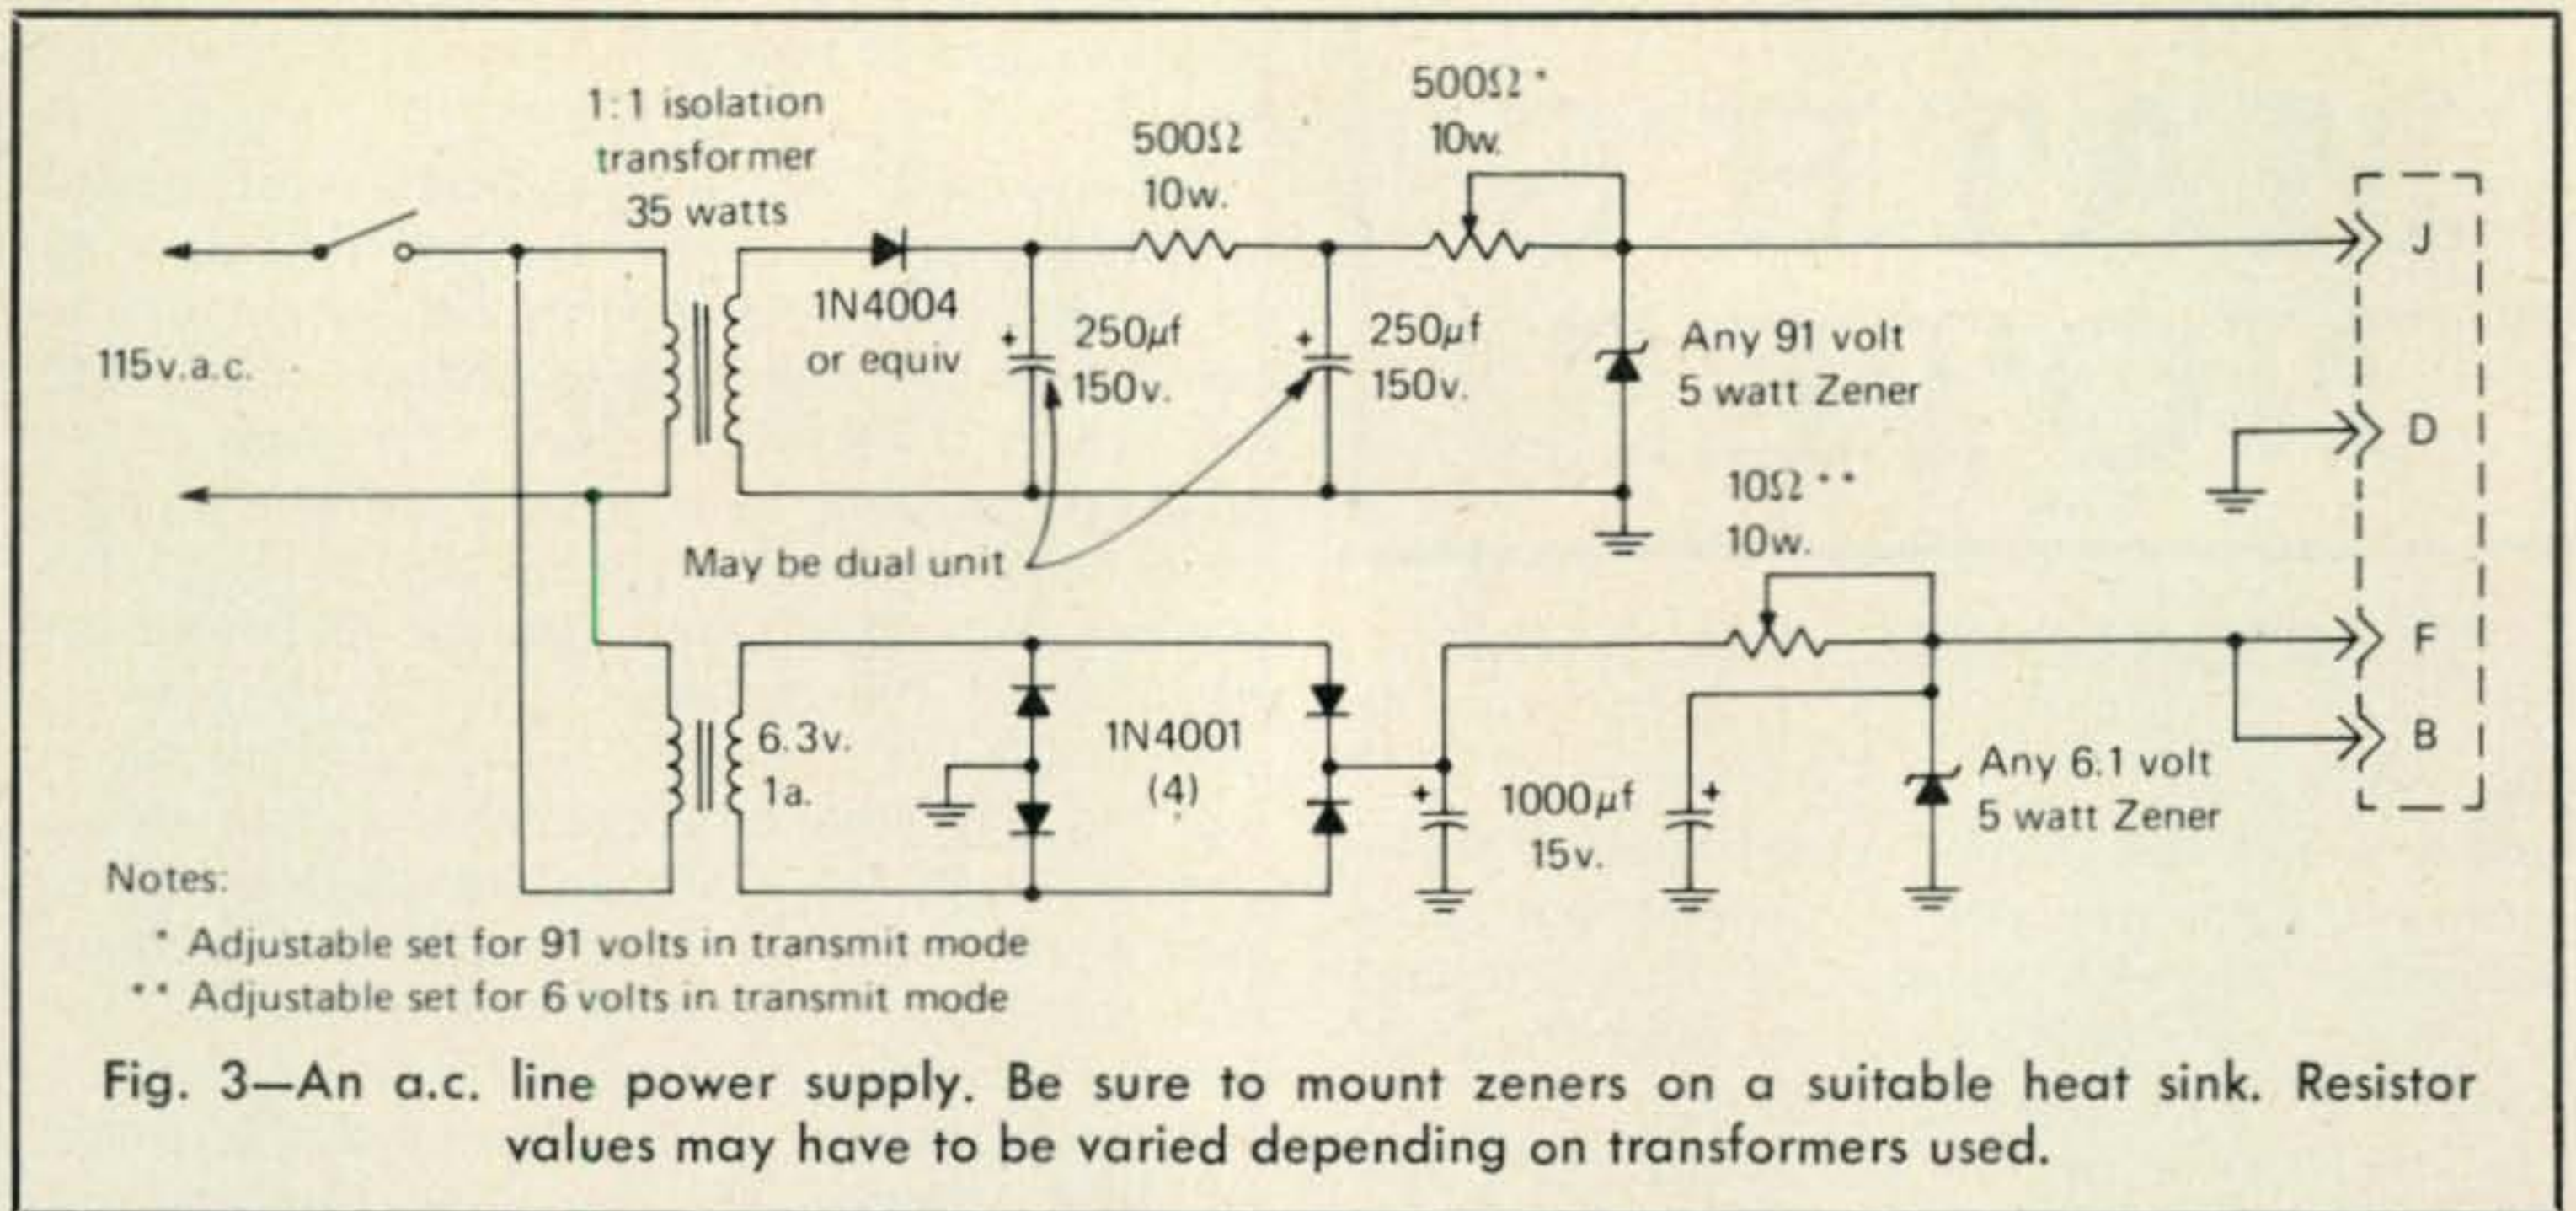 1:1 isolation
transformer
35 watts
500Ω
10w.
500Ω *
10w.
115v.a.c.
1N4004
or equiv
+
250µf
150v.
+
250µf
150v.
Any 91 volt
5 watt Zener
J
D
May be dual unit
10Ω **
10w.
6.3v.
1a.
1N4001
(4)
+
1000µf
15v.
+
Any 6.1 volt
5 watt Zener
F
B
Notes:
* Adjustable set for 91 volts in transmit mode
** Adjustable set for 6 volts in transmit mode
Fig. 3—An a.c. line power supply. Be sure to mount zeners on a suitable heat sink. Resistor
values may have to be varied depending on transformers used.